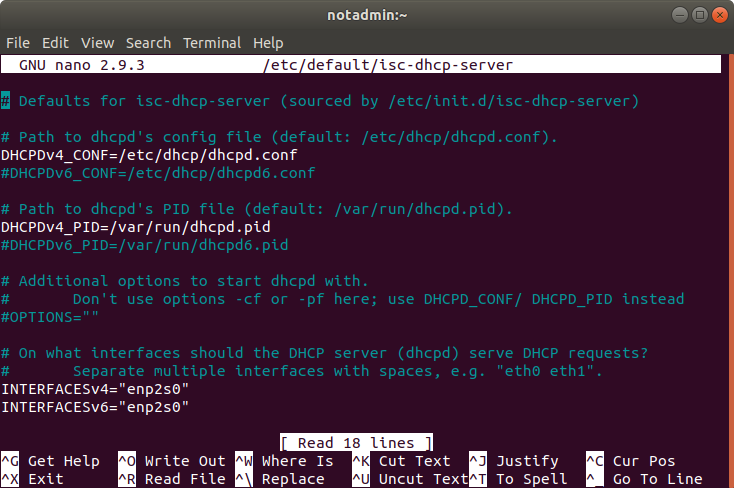 notadmin:~
File Edit View Search Terminal Help
GNU nano 2.9.3 /etc/default/isc-dhcp-server
# Defaults for isc-dhcp-server (sourced by /etc/init.d/isc-dhcp-server)
# Path to dhcpd's config file (default: /etc/dhcp/dhcpd.conf).
DHCPDv4_CONF=/etc/dhcp/dhcpd.conf
#DHCPDv6_CONF=/etc/dhcp/dhcpd6.conf
# Path to dhcpd's PID file (default: /var/run/dhcpd.pid).
DHCPDv4_PID=/var/run/dhcpd.pid
#DHCPDv6_PID=/var/run/dhcpd6.pid
# Additional options to start dhcpd with.
#       Don't use options -cf or -pf here; use DHCPD_CONF/ DHCPD_PID instead
#OPTIONS=""
# On what interfaces should the DHCP server (dhcpd) serve DHCP requests?
#       Separate multiple interfaces with spaces, e.g. "eth0 eth1".
INTERFACESv4="enp2s0"
INTERFACESv6="enp2s0"
[ Read 18 lines ]
^G Get Help ^O Write Out ^W Where Is ^K Cut Text ^J Justify ^C Cur Pos
^X Exit ^R Read File ^\ Replace ^U Uncut Text ^T To Spell ^_ Go To Line